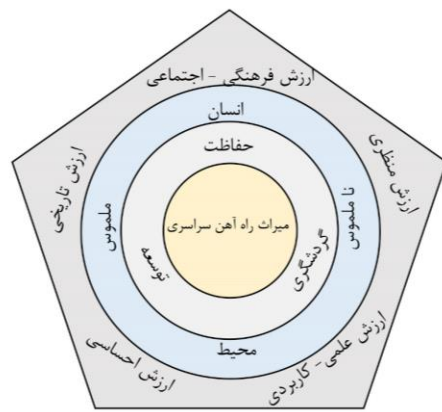 ارزش فرهنگی - اجتماعی
ارزش منظری
ارزش علمی - کاربردی
ارزش احساسی
ارزش تاریخی
انسان
نا ملموس
محیط
ملموس
حفاظت
گردشگری
توسعه
میراث راه آهن سراسری